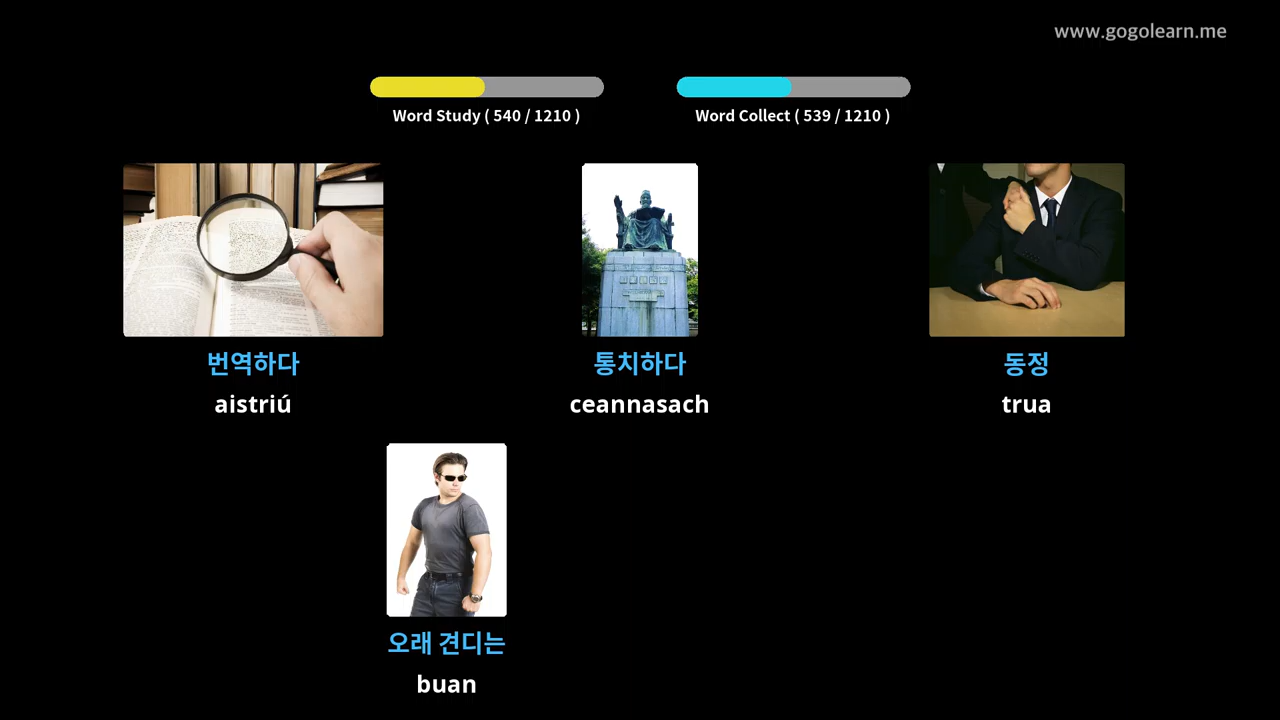 www.gogolearn.me
Word Study ( 540 / 1210 )
Word Collect ( 539 / 1210 )
번역하다
aistriú
통치하다
ceannasach
동정
trua
오래 견디는
buan